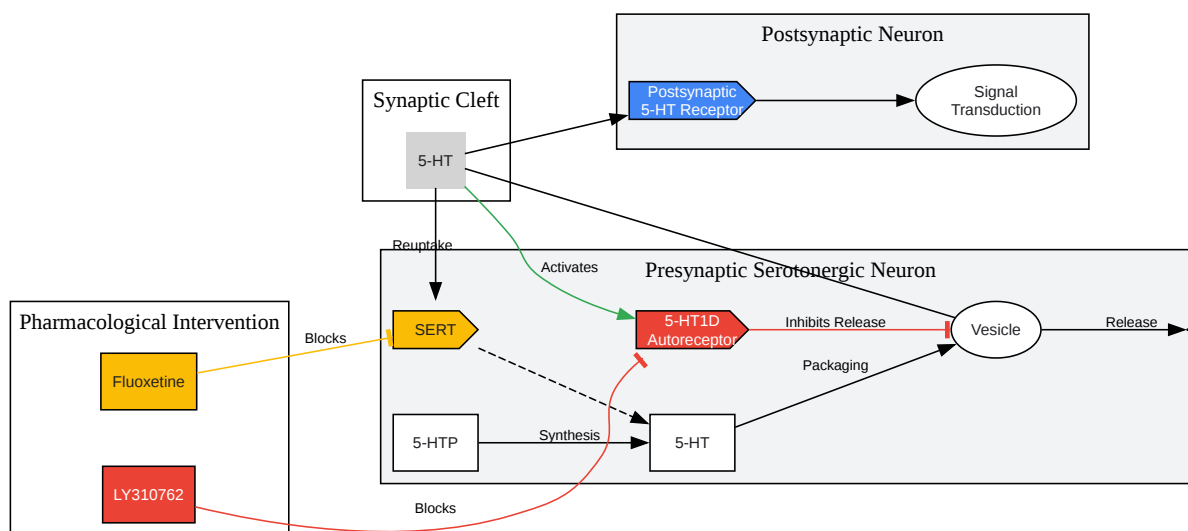 Postsynaptic Neuron
Postsynaptic
5-HT Receptor
Signal
Transduction
Synaptic Cleft
5-HT
Reuptake
Activates
Presynaptic Serotonergic Neuron
SERT
5-HT1D
Autoreceptor
Inhibits Release
Vesicle
Release
Packaging
5-HTP
Synthesis
5-HT
Pharmacological Intervention
Blocks
Fluoxetine
LY310762
Blocks